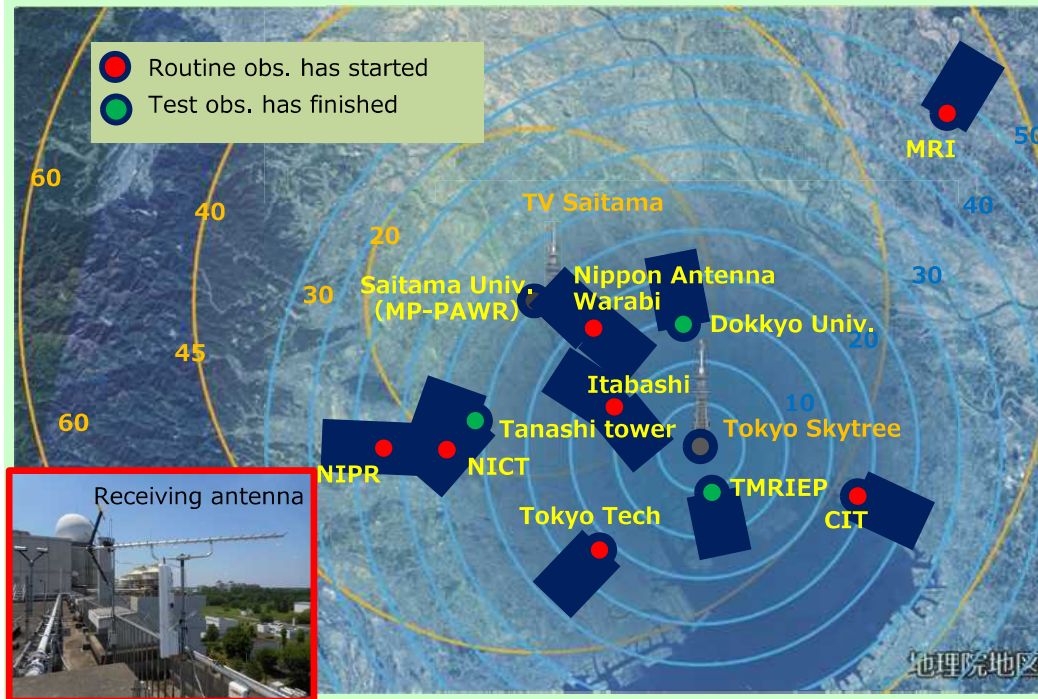 Routine obs. has started
Test obs. has finished
MRI
50
60
40
40
TV Saitama
20
30
Nippon Antenna
Warabi
Saitama Univ.
(MP-PAWR)
30
Dokkyo Univ.
20
45
Itabashi
10
60
Tanashi tower
Tokyo Skytree
NIPR
NICT
Receiving antenna
TMRIEP
CIT
Tokyo Tech
地理院地図